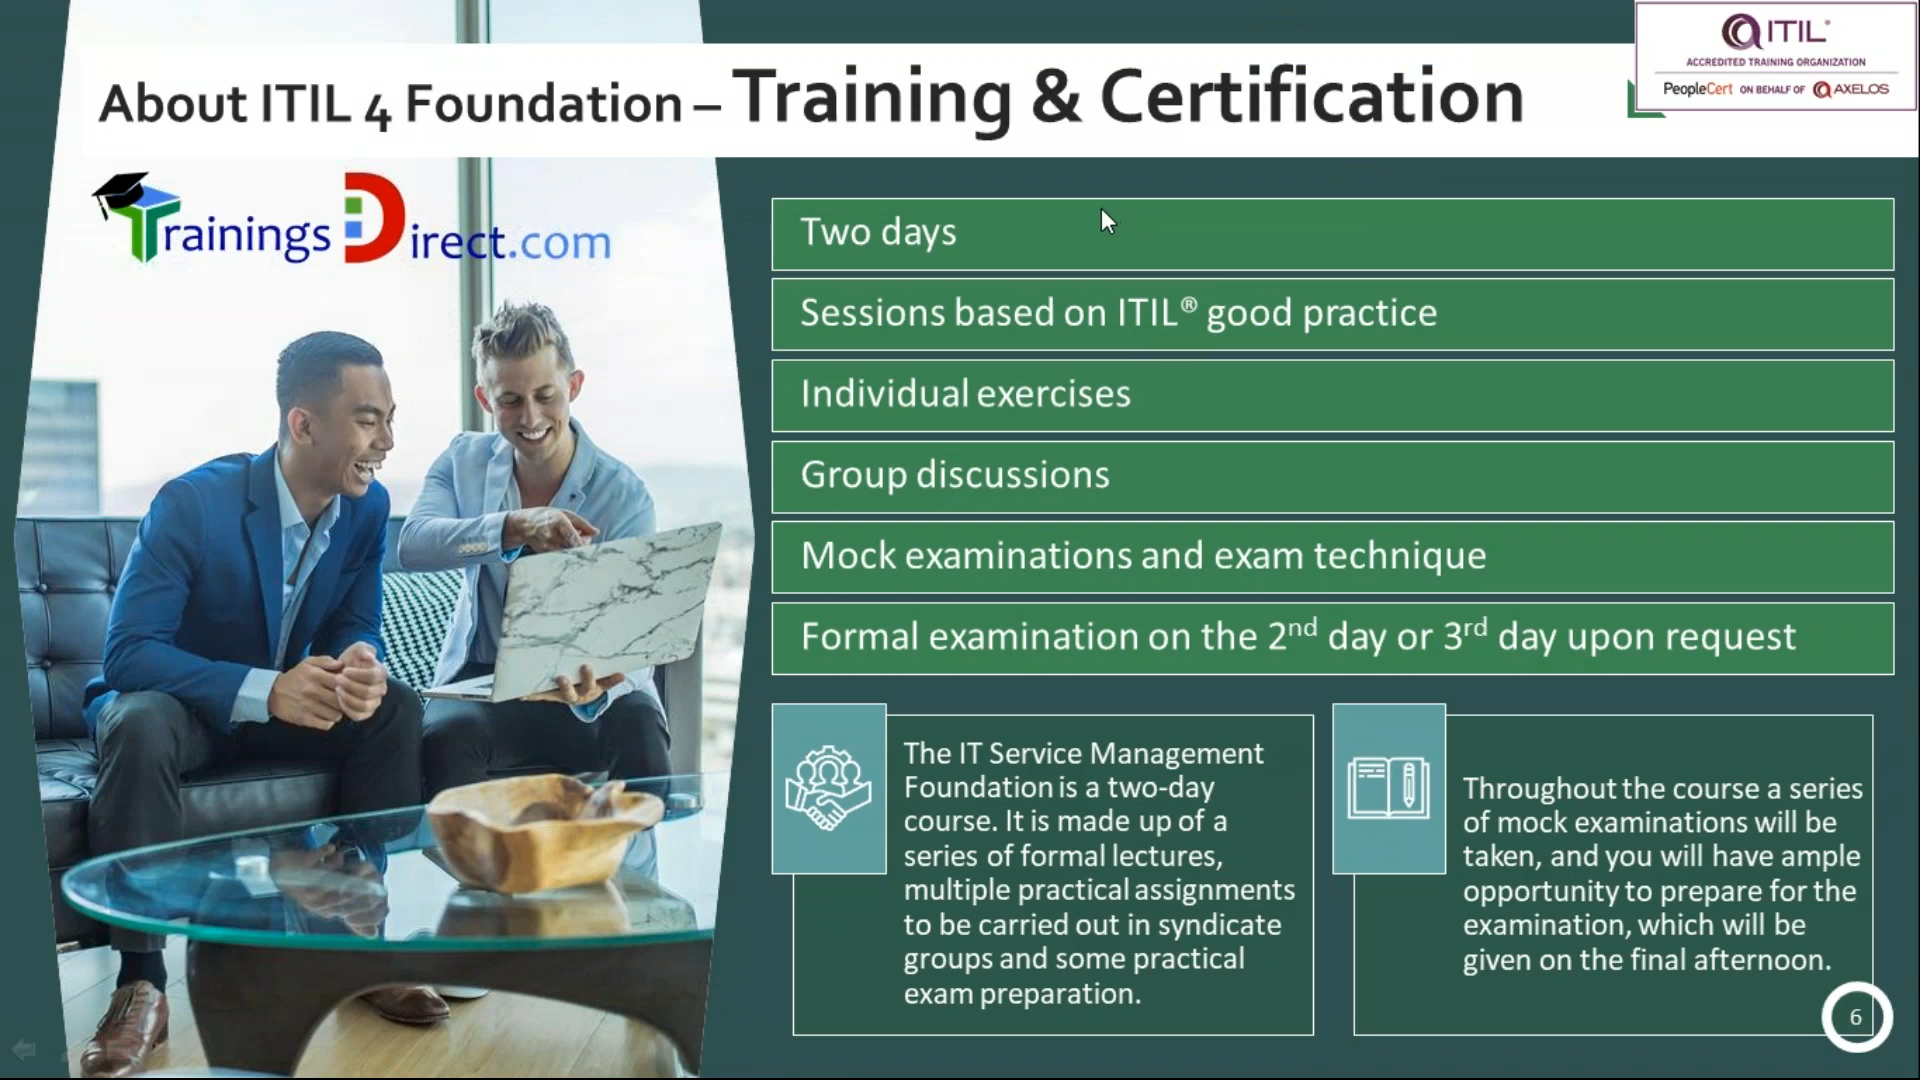 About ITIL 4 Foundation – Training & Certification
ITIL®
ACCREDITED TRAINING ORGANIZATION
PeopleCert ON BEHALF OF AXELOS
Trainings Direct.com
Two days
Sessions based on ITIL® good practice
Individual exercises
Group discussions
Mock examinations and exam technique
Formal examination on the 2nd day or 3rd day upon request
The IT Service Management
Foundation is a two-day
course. It is made up of a
series of formal lectures,
multiple practical assignments
to be carried out in syndicate
groups and some practical
exam preparation.
Throughout the course a series
of mock examinations will be
taken, and you will have ample
opportunity to prepare for the
examination, which will be
given on the final afternoon.
6